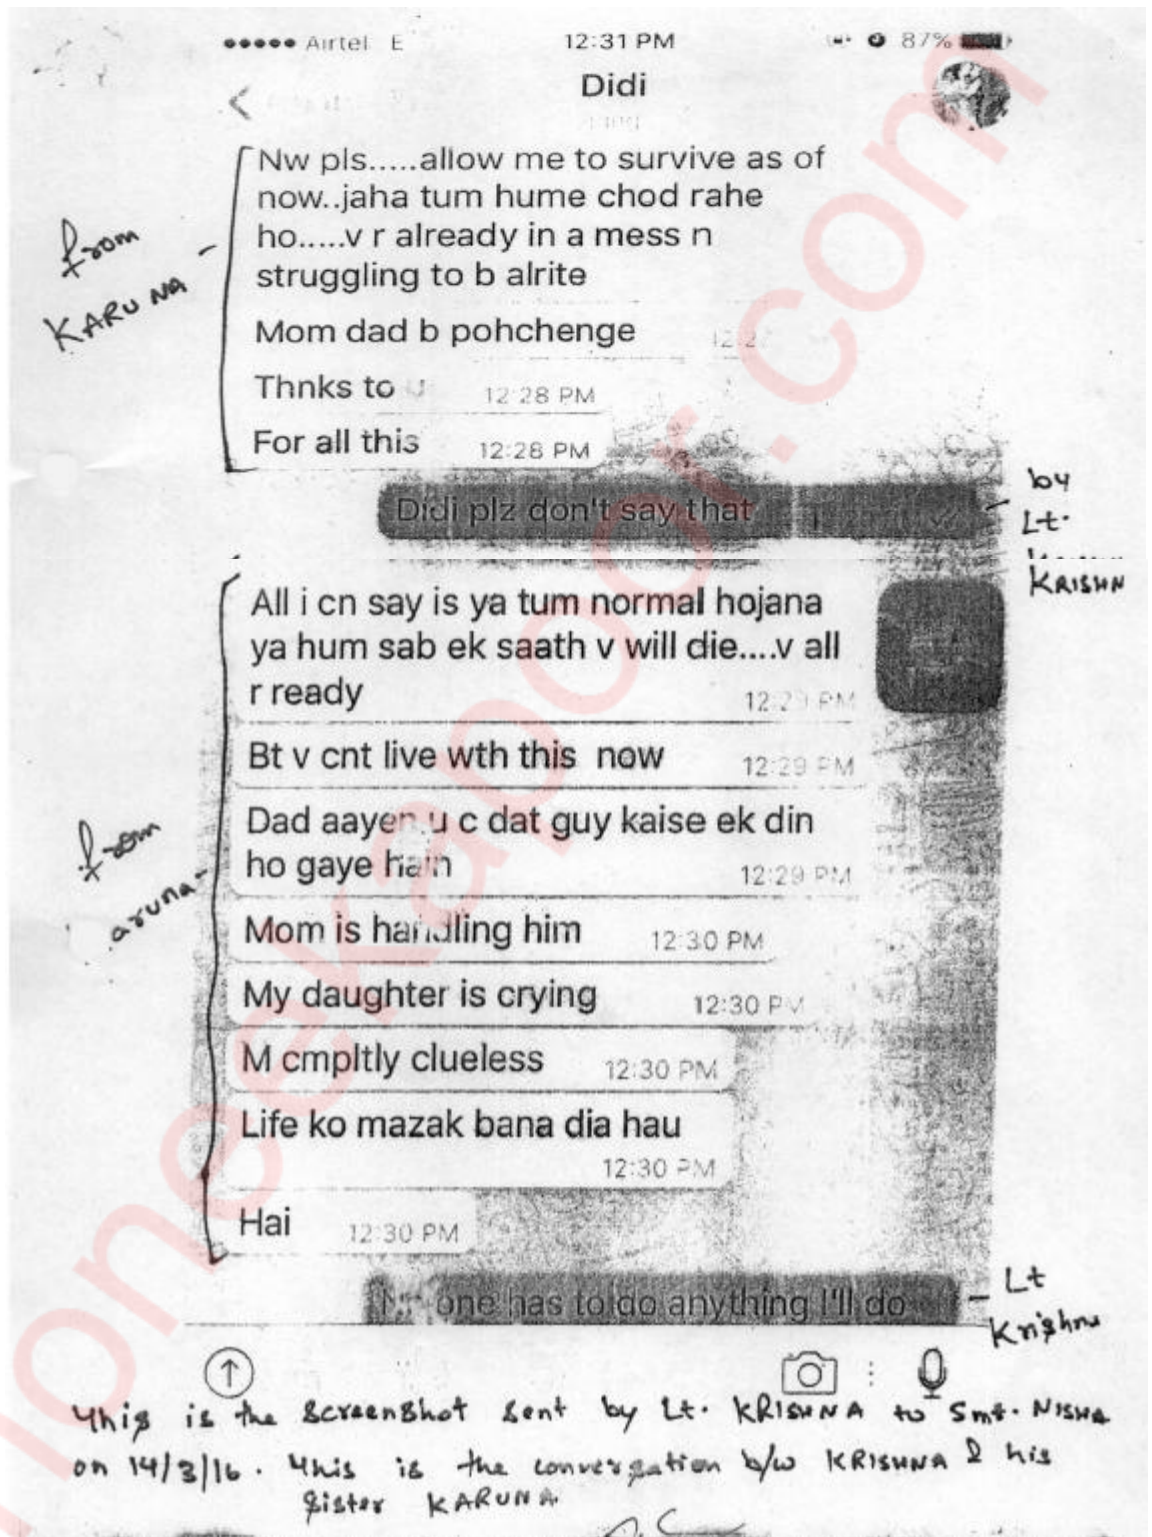 Airtel E 12:31 PM 87%
Didi
Nw pls.....allow me to survive as of
now..jaha tum hume chod rahe
ho.....v r already in a mess n
struggling to b alrite
from
KARUNA
Mom dad b pohchenge
Thnks to u 12:28 PM
For all this 12:28 PM
Didi plz don't say that
by
Lt.
KRISHN
All i cn say is ya tum normal hojana
ya hum sab ek saath v will die....v all
r ready 12:29 PM
Bt v cnt live wth this now 12:29 PM
Dad aayen u c dat guy kaise ek din
ho gaye hain 12:29 PM
from
aruna
Mom is handling him 12:30 PM
My daughter is crying 12:30 PM
M cmpltly clueless 12:30 PM
Life ko mazak bana dia hau
12:30 PM
Hai 12:30 PM
one has to do anything I'll do
Lt
Krishna
This is the screenshot sent by Lt. KRISHNA to Smt. NISHA
on 14/3/16. This is the conversation b/w KRISHNA & his
sister KARUNA
ioneekapoor.com